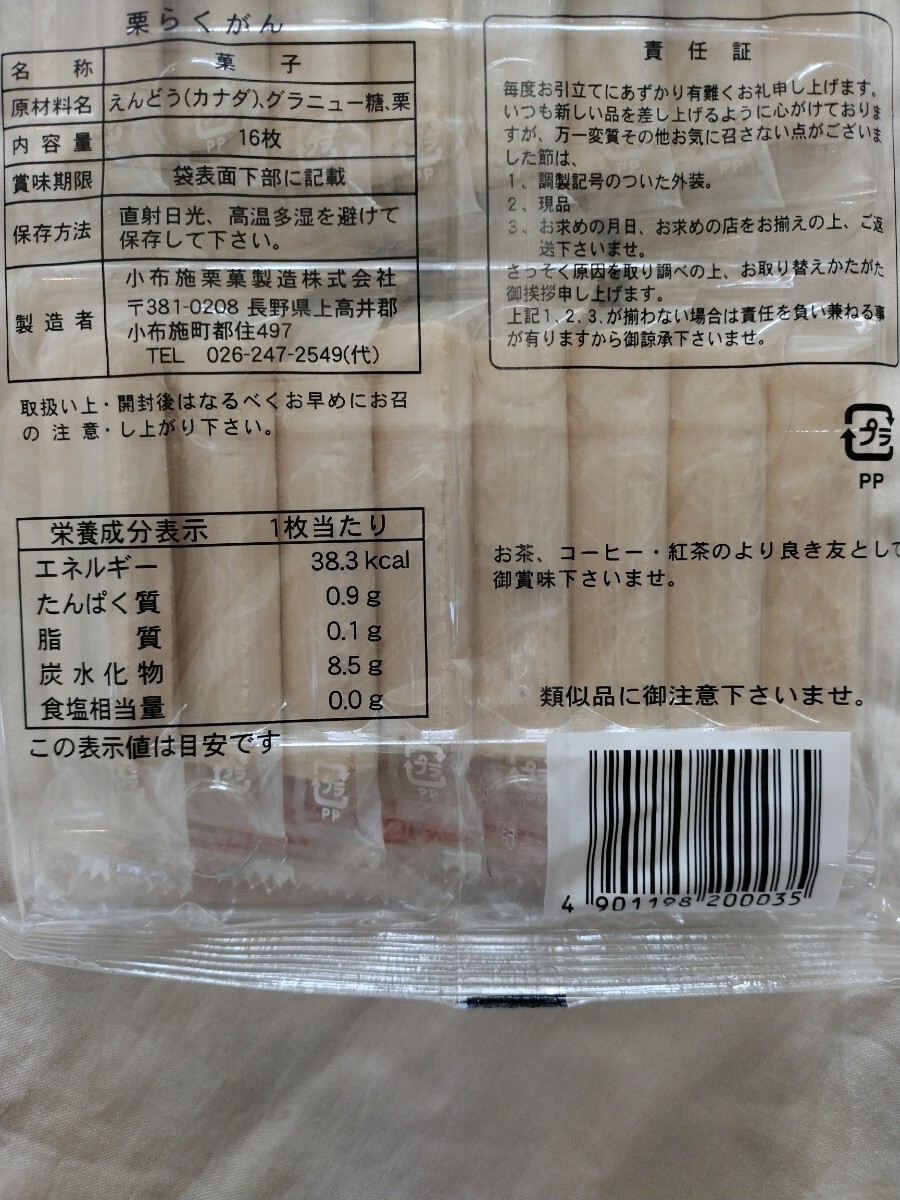 栗らくがん
名 称 菓 子
原材料名 えんどう(カナダ)、グラニュー糖、栗
内容量 16枚
賞味期限 袋表面下部に記載
保存方法 直射日光、高温多湿を避けて
保存して下さい。
製造者 小布施栗菓製造株式会社
〒381-0208 長野県上高井郡
小布施町都住497
TEL 026-247-2549(代)
取扱い上・開封後はなるべくお早めにお召
の 注 意・し上がり下さい。
栄養成分表示 1枚当たり
エネルギー 38.3 kcal
たんぱく質 0.9 g
脂 質 0.1 g
炭水化物 8.5 g
食塩相当量 0.0 g
この表示値は目安です
責 任 証
毎度お引立てにあずかり有難くお礼申し上げます。
いつも新しい品を差し上げるように心がけておりま
すが、万一変質その他お気に召さない点がございま
した節は、
1、調製記号のついた外装。
2、現品
3、お求めの月日、お求めの店をお揃えの上、ご返
送下さいませ。
さっそく原因を取り調べの上、お取り替えかたがた
御挨拶申し上げます。
上記1、2、3、が揃わない場合は責任を負い兼ねる事
が有りますから御諒承下さいませ。
プラ
PP
お茶、コーヒー・紅茶のより良き友として
御賞味下さいませ。
類似品に御注意下さいませ。
4 901198 200035
プラ
PP
プラ
PP